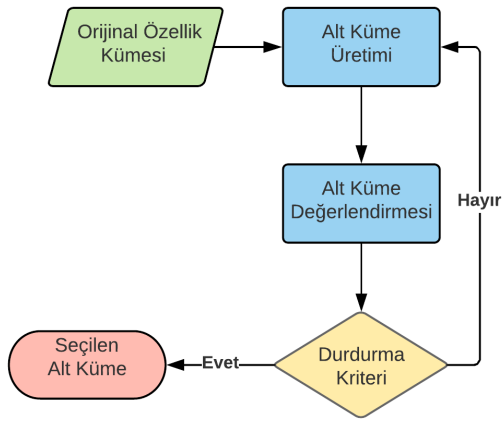 Orijinal Özellik
Kümesi
Alt Küme
Üretimi
Alt Küme
Değerlendirmesi
Hayır
Durdurma
Kriteri
Evet
Seçilen
Alt Küme